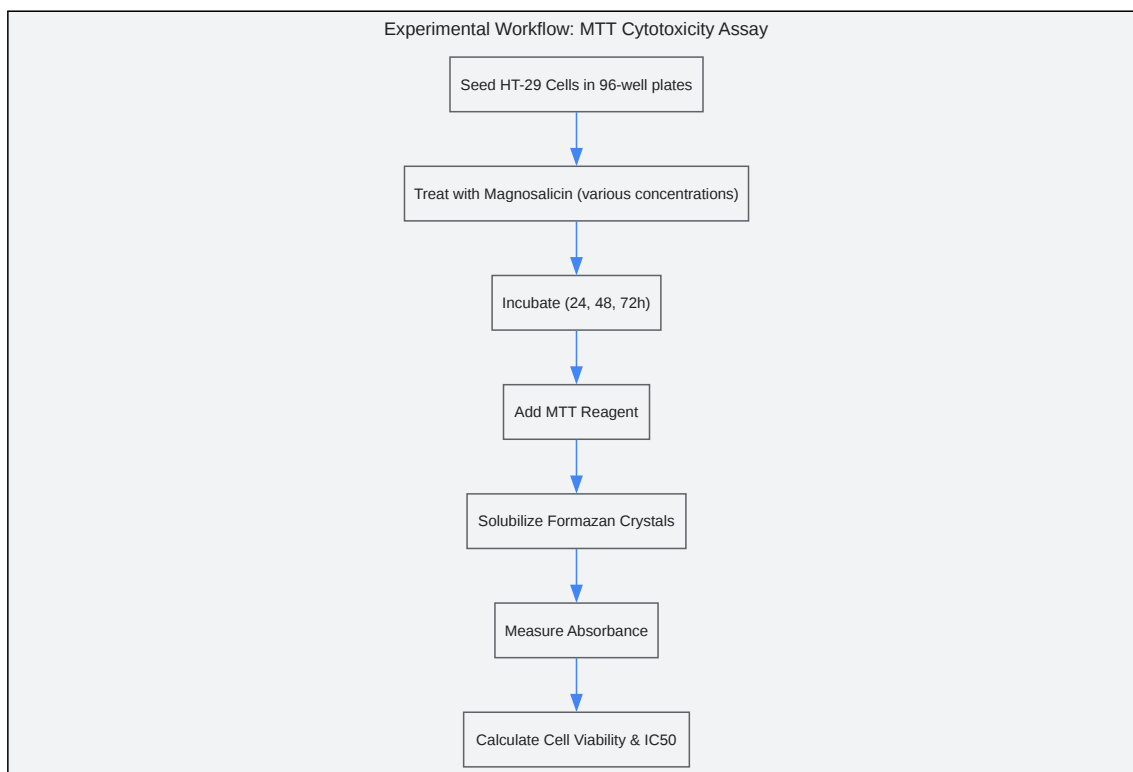 Experimental Workflow: MTT Cytotoxicity Assay
Seed HT-29 Cells in 96-well plates
Treat with Magnosalicin (various concentrations)
Incubate (24, 48, 72h)
Add MTT Reagent
Solubilize Formazan Crystals
Measure Absorbance
Calculate Cell Viability & IC50